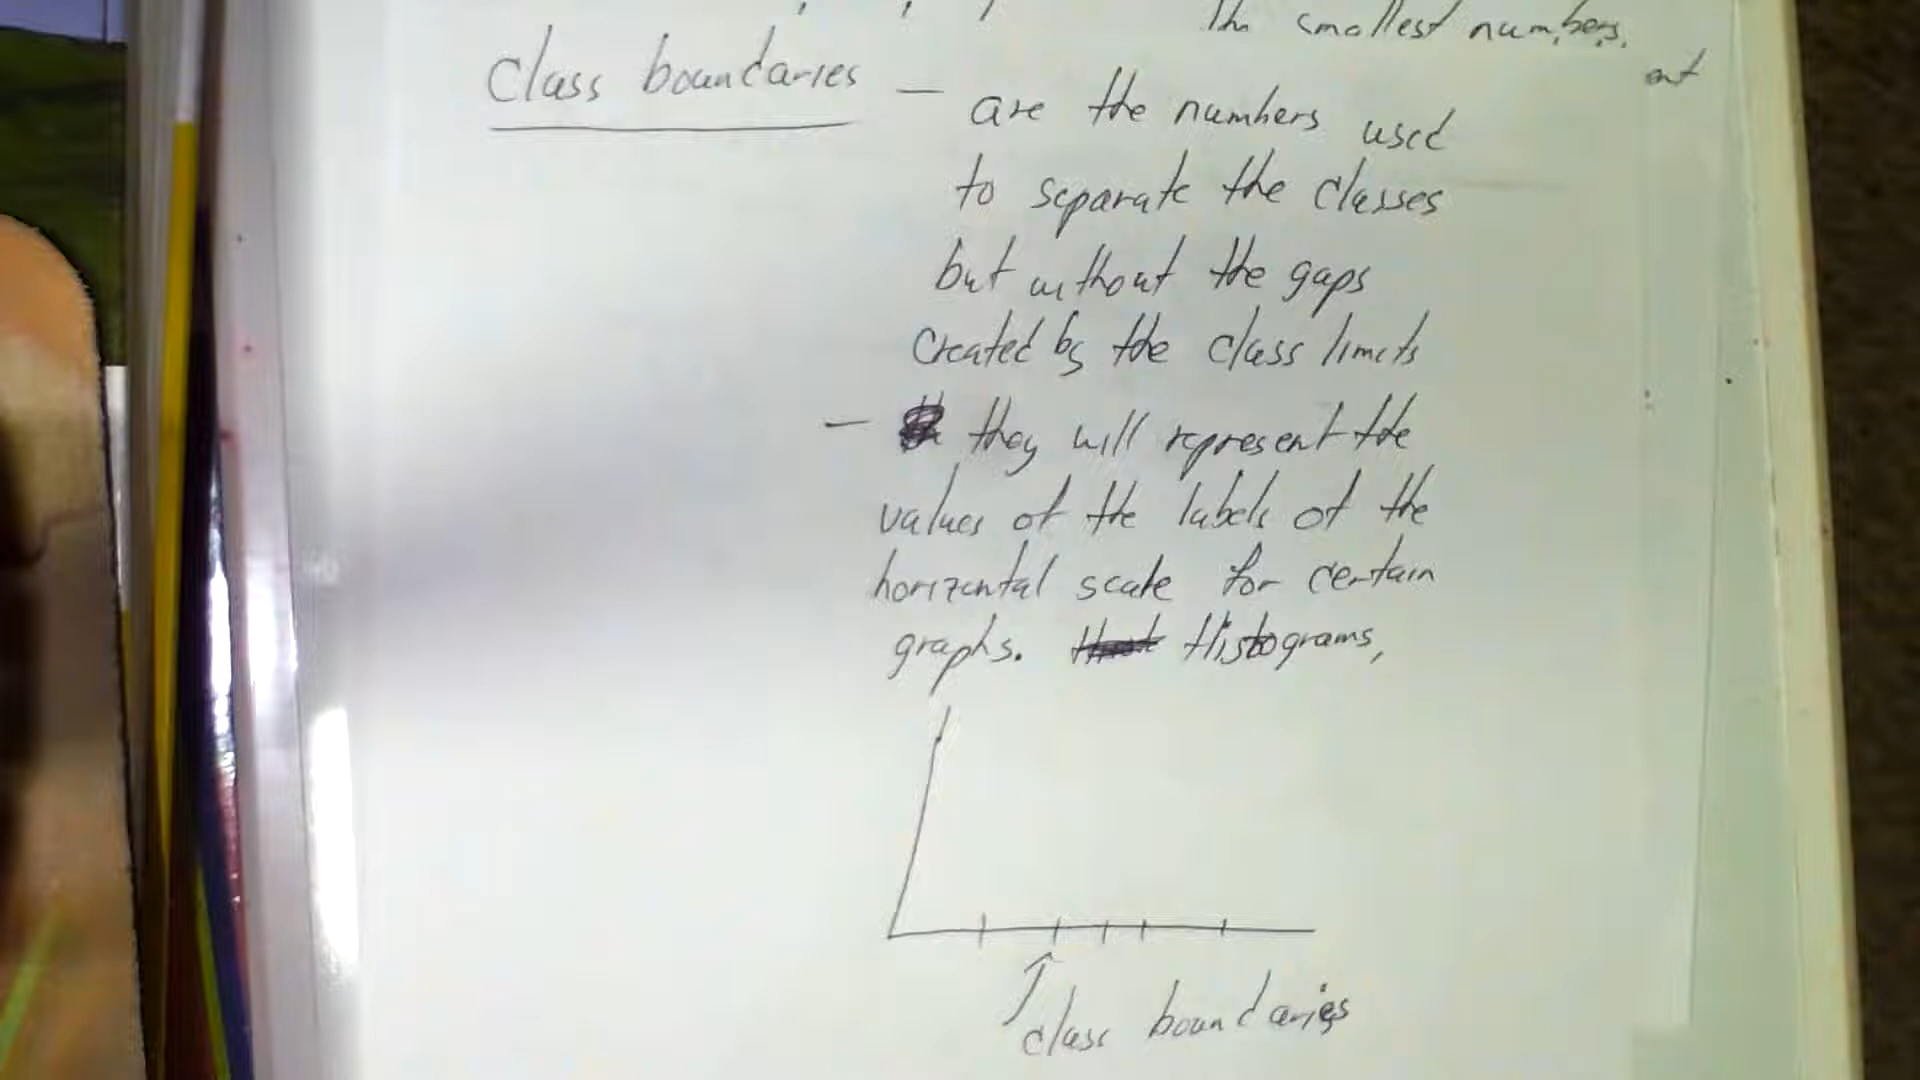 The smallest numbers.
out
Class boundaries - are the numbers used
to separate the classes
but without the gaps
created by the class limits
- they will represent the
values of the labels of the
horizontal scale for certain
graphs. Histograms,
class boundaries